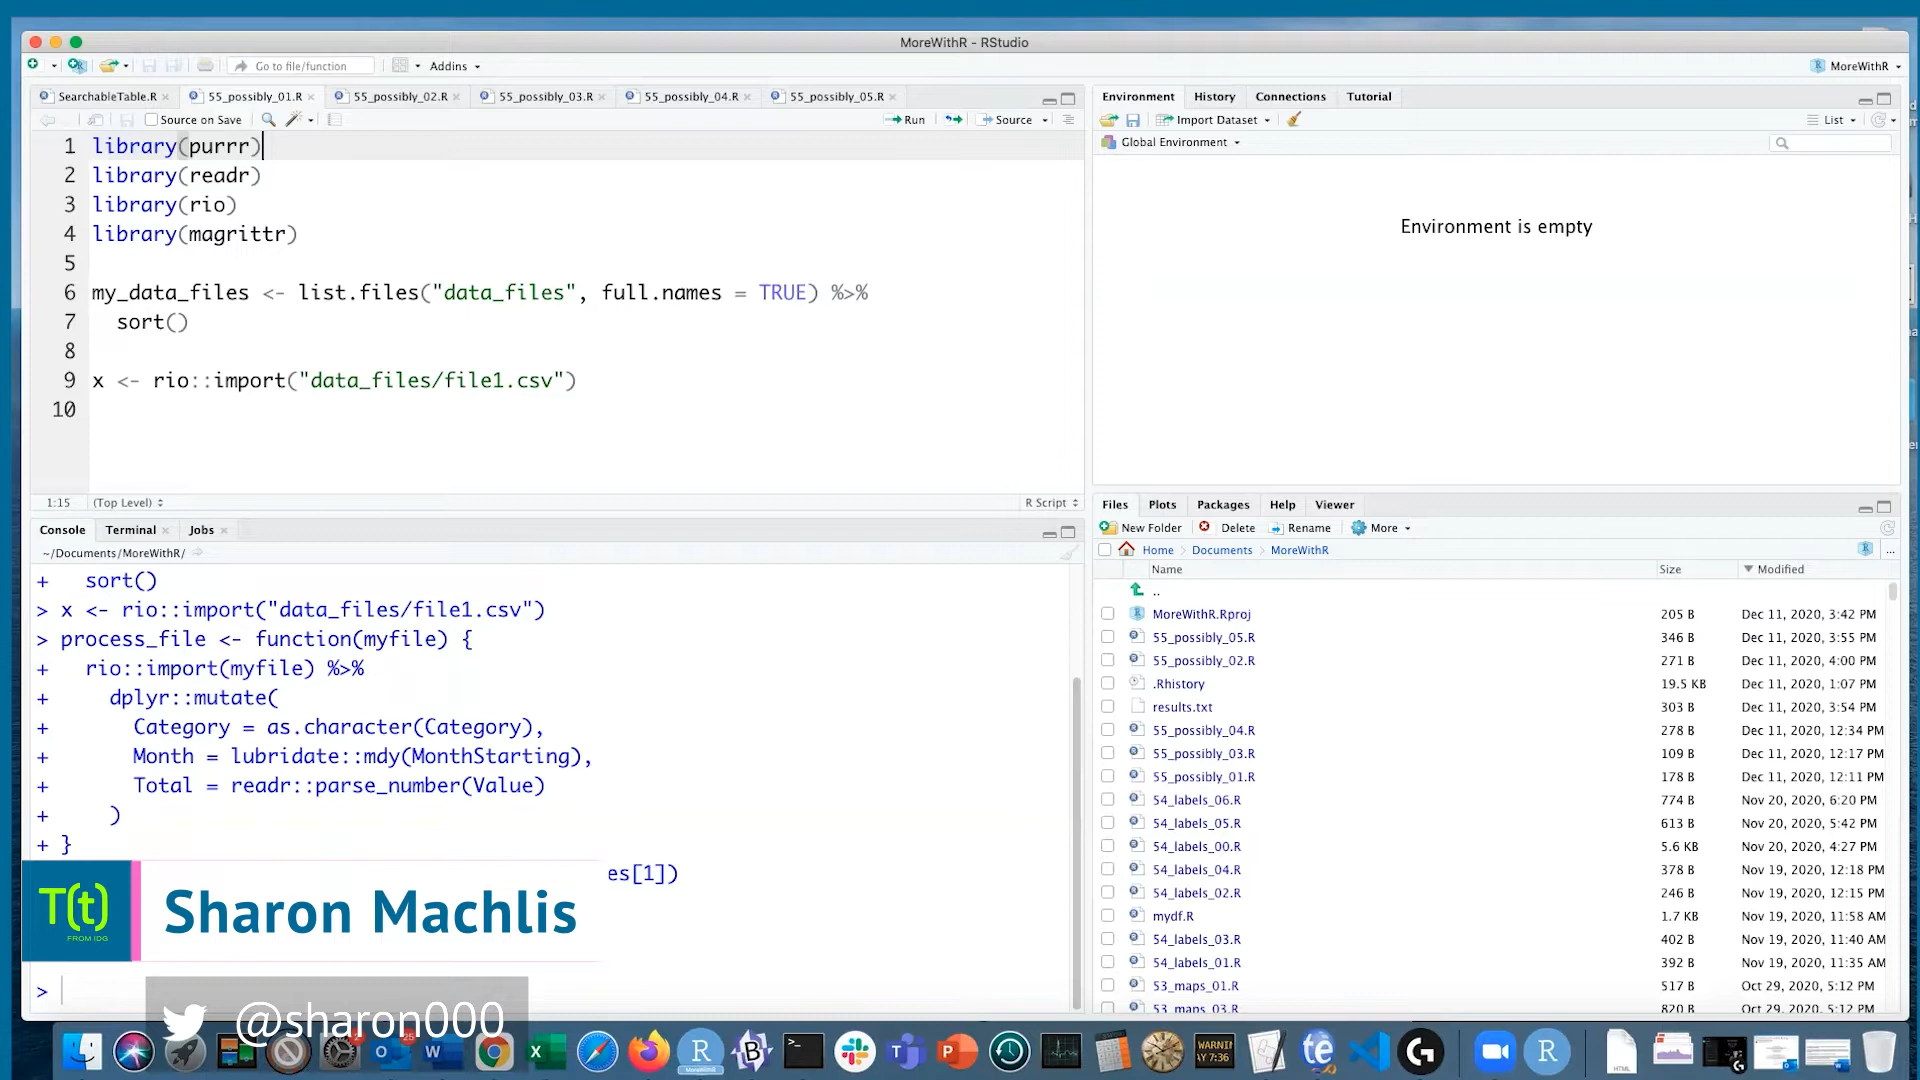 MoreWithR - RStudio
Go to file/function
Addins
MoreWithR
SearchableTable.R
55_possibly_01.R
55_possibly_02.R
55_possibly_03.R
55_possibly_04.R
55_possibly_05.R
Source on Save
Run
Source
1 library(purrr)
2 library(readr)
3 library(rio)
4 library(magrittr)
5
6 my_data_files <- list.files("data_files", full.names = TRUE) %>%
7 sort()
8
9 x <- rio::import("data_files/file1.csv")
10
1:15 (Top Level) R Script
Console Terminal Jobs
~/Documents/MoreWithR/
+ sort()
> x <- rio::import("data_files/file1.csv")
> process_file <- function(myfile) {
+ rio::import(myfile) %>%
+ dplyr::mutate(
+ Category = as.character(Category),
+ Month = lubridate::mdy(MonthStarting),
+ Total = readr::parse_number(Value)
+ )
+ }
es[1])
>
T(t)
FROM IDG
Sharon Machlis
@sharon000
Environment History Connections Tutorial
Import Dataset List
Global Environment
Environment is empty
Files Plots Packages Help Viewer
New Folder Delete Rename More
Home Documents MoreWithR ...
Name Size Modified
..
MoreWithR.Rproj 205 B Dec 11, 2020, 3:42 PM
55_possibly_05.R 346 B Dec 11, 2020, 3:55 PM
55_possibly_02.R 271 B Dec 11, 2020, 4:00 PM
.Rhistory 19.5 KB Dec 11, 2020, 1:07 PM
results.txt 303 B Dec 11, 2020, 3:54 PM
55_possibly_04.R 278 B Dec 11, 2020, 12:34 PM
55_possibly_03.R 109 B Dec 11, 2020, 12:17 PM
55_possibly_01.R 178 B Dec 11, 2020, 12:11 PM
54_labels_06.R 774 B Nov 20, 2020, 6:20 PM
54_labels_05.R 613 B Nov 20, 2020, 5:42 PM
54_labels_00.R 5.6 KB Nov 20, 2020, 4:27 PM
54_labels_04.R 378 B Nov 19, 2020, 12:18 PM
54_labels_02.R 246 B Nov 19, 2020, 12:15 PM
mydf.R 1.7 KB Nov 19, 2020, 11:58 AM
54_labels_03.R 402 B Nov 19, 2020, 11:40 AM
54_labels_01.R 392 B Nov 19, 2020, 11:35 AM
53_maps_01.R 517 B Oct 29, 2020, 5:12 PM
53_maps_03.R 820 B Oct 29, 2020, 5:12 PM